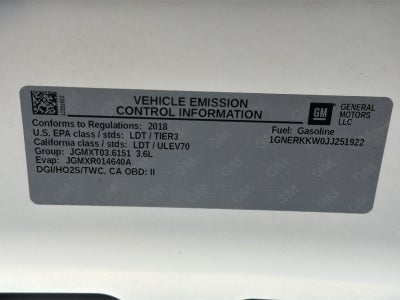 VEHICLE EMISSION
CONTROL INFORMATION
GM
GENERAL
MOTORS
LLC
Conforms to Regulations: 2018
U.S. EPA class / stds: LDT / TIER3
California class / stds: LDT / ULEV70
Group: JGMXT03.6151 3.6L
Evap: JGMXR014640A
DGI/HO2S/TWC, CA OBD: II
Fuel: Gasoline
1GNERKKW0JJ251922